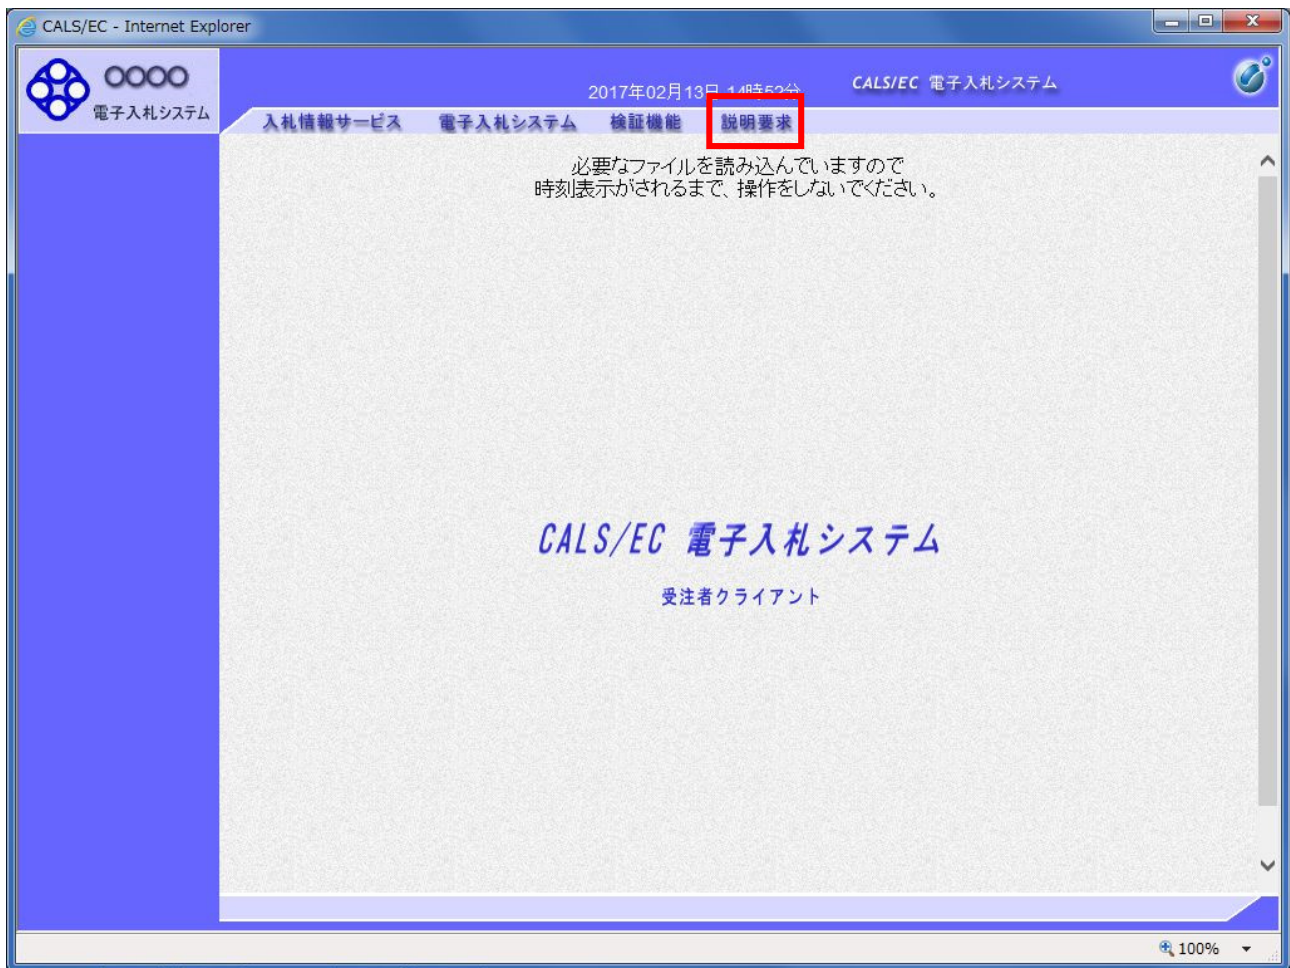 CALS/EC - Internet Explorer
○○○○
電子入札システム
2017年02月13日 14時52分
CALS/EC 電子入札システム
入札情報サービス 電子入札システム 検証機能 説明要求
必要なファイルを読み込んでいますので
時刻表示がされるまで、操作をしないでください。
CALS/EC 電子入札システム
受注者クライアント
100%